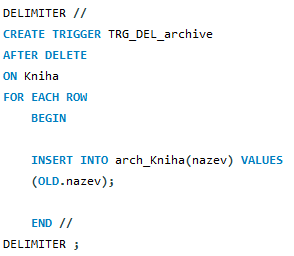 DELIMITER //
CREATE TRIGGER TRG_DEL_archive
AFTER DELETE
ON Kniha
FOR EACH ROW
BEGIN
INSERT INTO arch_Kniha(nazev) VALUES
(OLD.nazev);
END //
DELIMITER ;